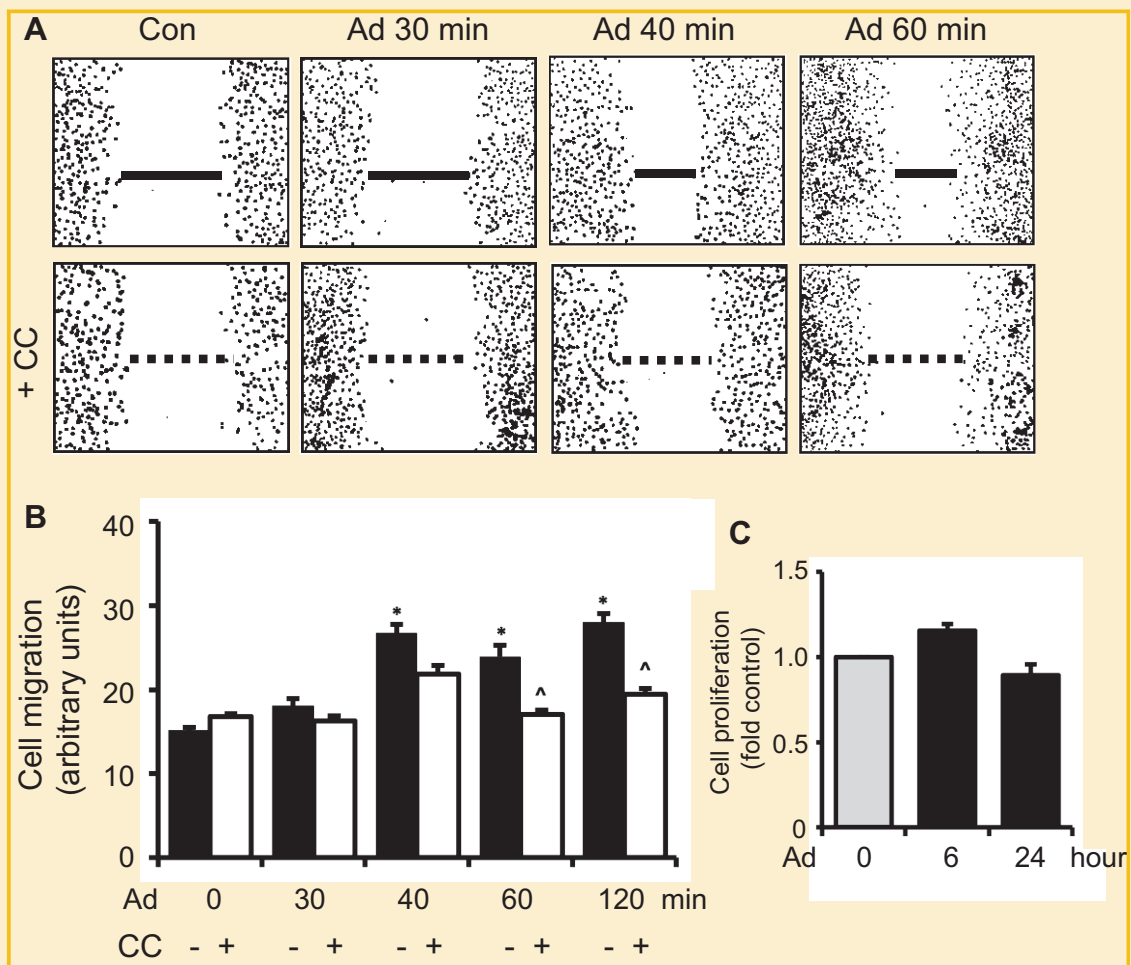 A
Con
Ad 30 min
Ad 40 min
Ad 60 min
+ CC
B
Cell migration
(arbitrary units)
40
30
20
10
0
*
*
^
*
^
Ad 0 30 40 60 120 min
CC - + - + - + - + - +
C
Cell proliferation
(fold control)
1.5
1.0
0.5
0
Ad 0 6 24 hour